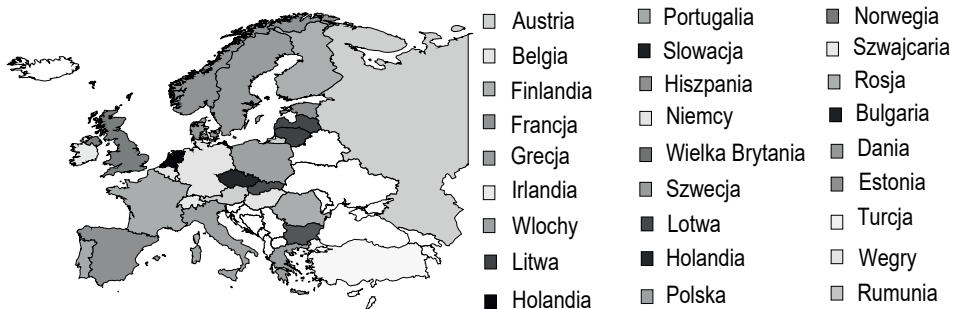 Austria
Belgia
Finlandia
Francja
Grecja
Irlandia
Wlochy
Litwa
Holandia
Portugalia
Slowacja
Hiszpania
Niemcy
Wielka Brytania
Szwecja
Lotwa
Holandia
Polska
Norwegia
Szwajcaria
Rosja
Bulgaria
Dania
Estonia
Turcja
Wegry
Rumunia